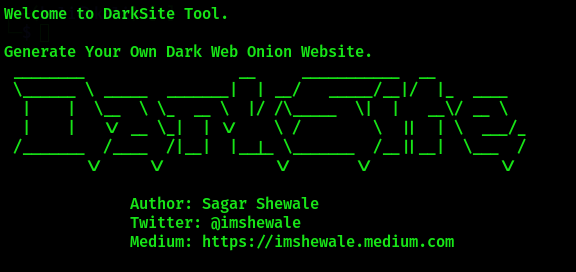 Welcome to DarkSite Tool.
Generate Your Own Dark Web Onion Website.
DarkSite
Author: Sagar Shewale
Twitter: @imshewale
Medium: https://imshewale.medium.com